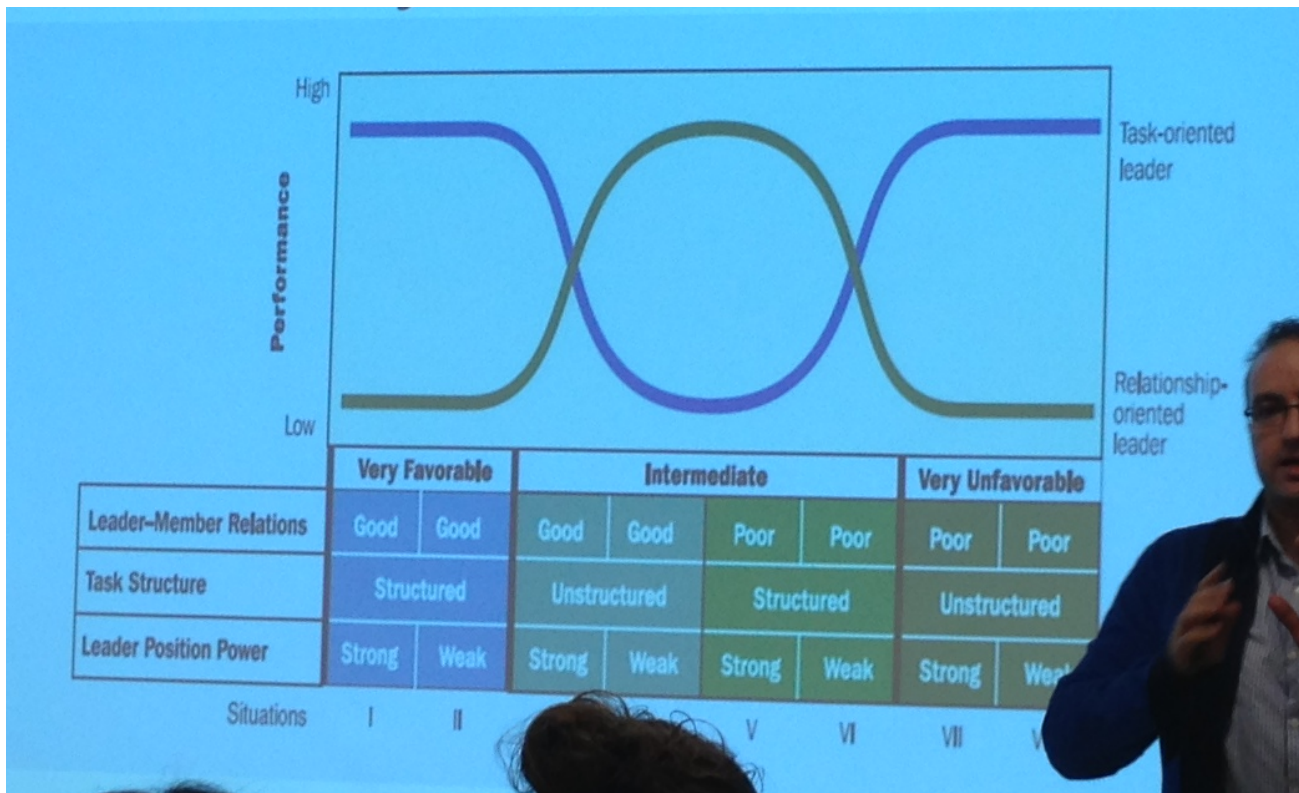 High
Task-oriented
leader
Performance
Relationship-
oriented
leader
Low
Very Favorable Intermediate Very Unfavorable
Leader–Member Relations Good Good Good Good Poor Poor Poor Poor
Task Structure Structured Unstructured Structured Unstructured
Leader Position Power Strong Weak Strong Weak Strong Weak Strong
Situations I II V VI VII